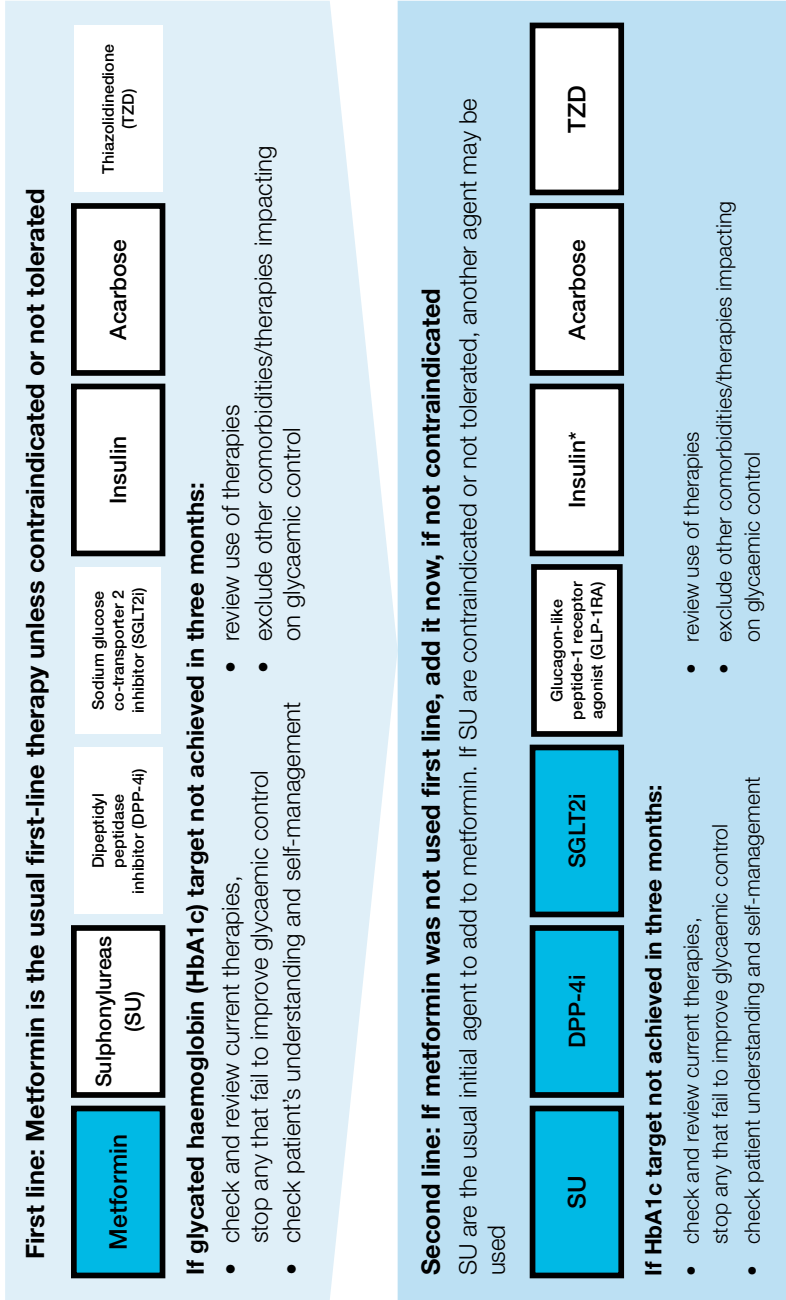 First line: Metformin is the usual first-line therapy unless contraindicated or not tolerated
Metformin
Sulphonylureas
(SU)
Dipeptidyl
peptidase
inhibitor (DPP-4i)
Sodium glucose
co-transporter 2
inhibitor (SGLT2i)
Insulin
Acarbose
Thiazolidinedione
(TZD)
If glycated haemoglobin (HbA1c) target not achieved in three months:
• check and review current therapies,
stop any that fail to improve glycaemic control
• check patient's understanding and self-management
• review use of therapies
• exclude other comorbidities/therapies impacting
on glycaemic control
Second line: If metformin was not used first line, add it now, if not contraindicated
SU are the usual initial agent to add to metformin. If SU are contraindicated or not tolerated, another agent may be
used
SU
DPP-4i
SGLT2i
Glucagon-like
peptide-1 receptor
agonist (GLP-1RA)
Insulin*
Acarbose
TZD
If HbA1c target not achieved in three months:
• check and review current therapies,
stop any that fail to improve glycaemic control
• check patient understanding and self-management
• review use of therapies
• exclude other comorbidities/therapies impacting
on glycaemic control